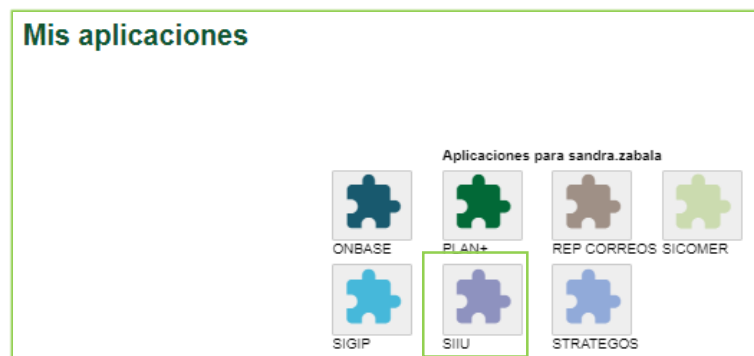 Mis aplicaciones
Aplicaciones para sandra.zabala
ONBASE PLAN+ REP CORREOS SICOMER
SIGIP SIIU STRATEGOS